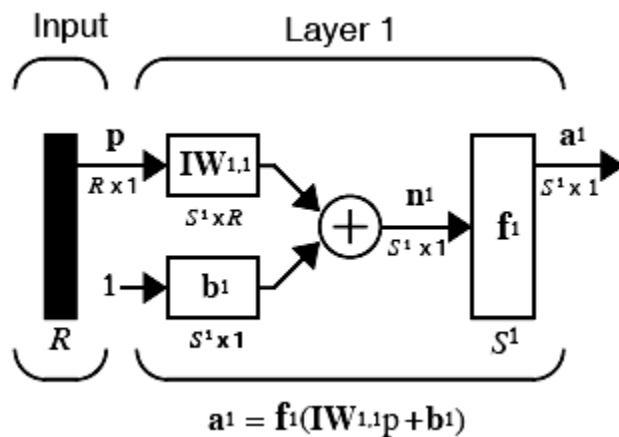 Input Layer 1
p IW1,1 a1
R x 1 S1 x R n1 S1 x 1
S1 x 1 f1
1 b1
R S1 x 1 S1
a1 = f1(IW1,1p + b1)